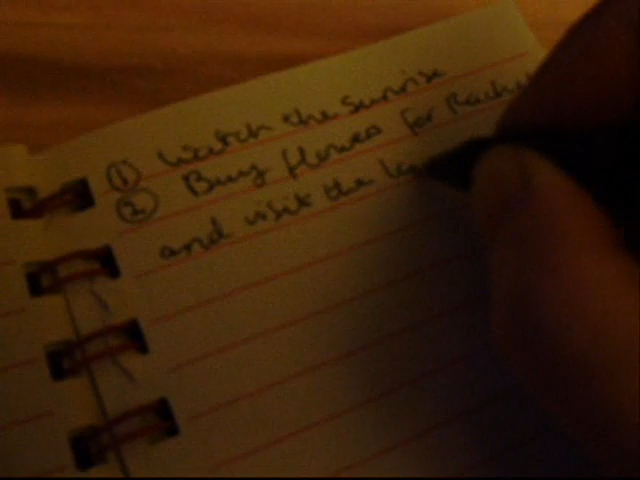 ① Watch the sunrise
② Buy flowers for
and visit the